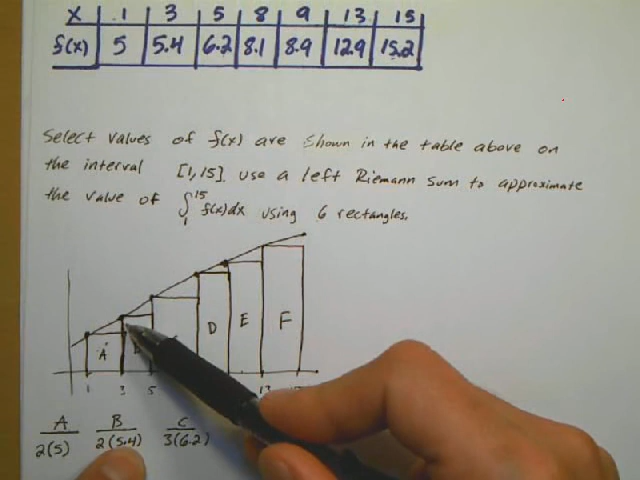 x 1 3 5 8 9 13 15
f(x) 5 5.4 6.2 8.1 8.9 12.9 15.2
Select values of f(x) are shown in the table above on
the interval [1,15]. use a left Riemann sum to approximate
the value of ∫₁¹⁵ f(x)dx using 6 rectangles.
A D E F
1 3 5
A B C
2(5) 2(5.4) 3(6.2)